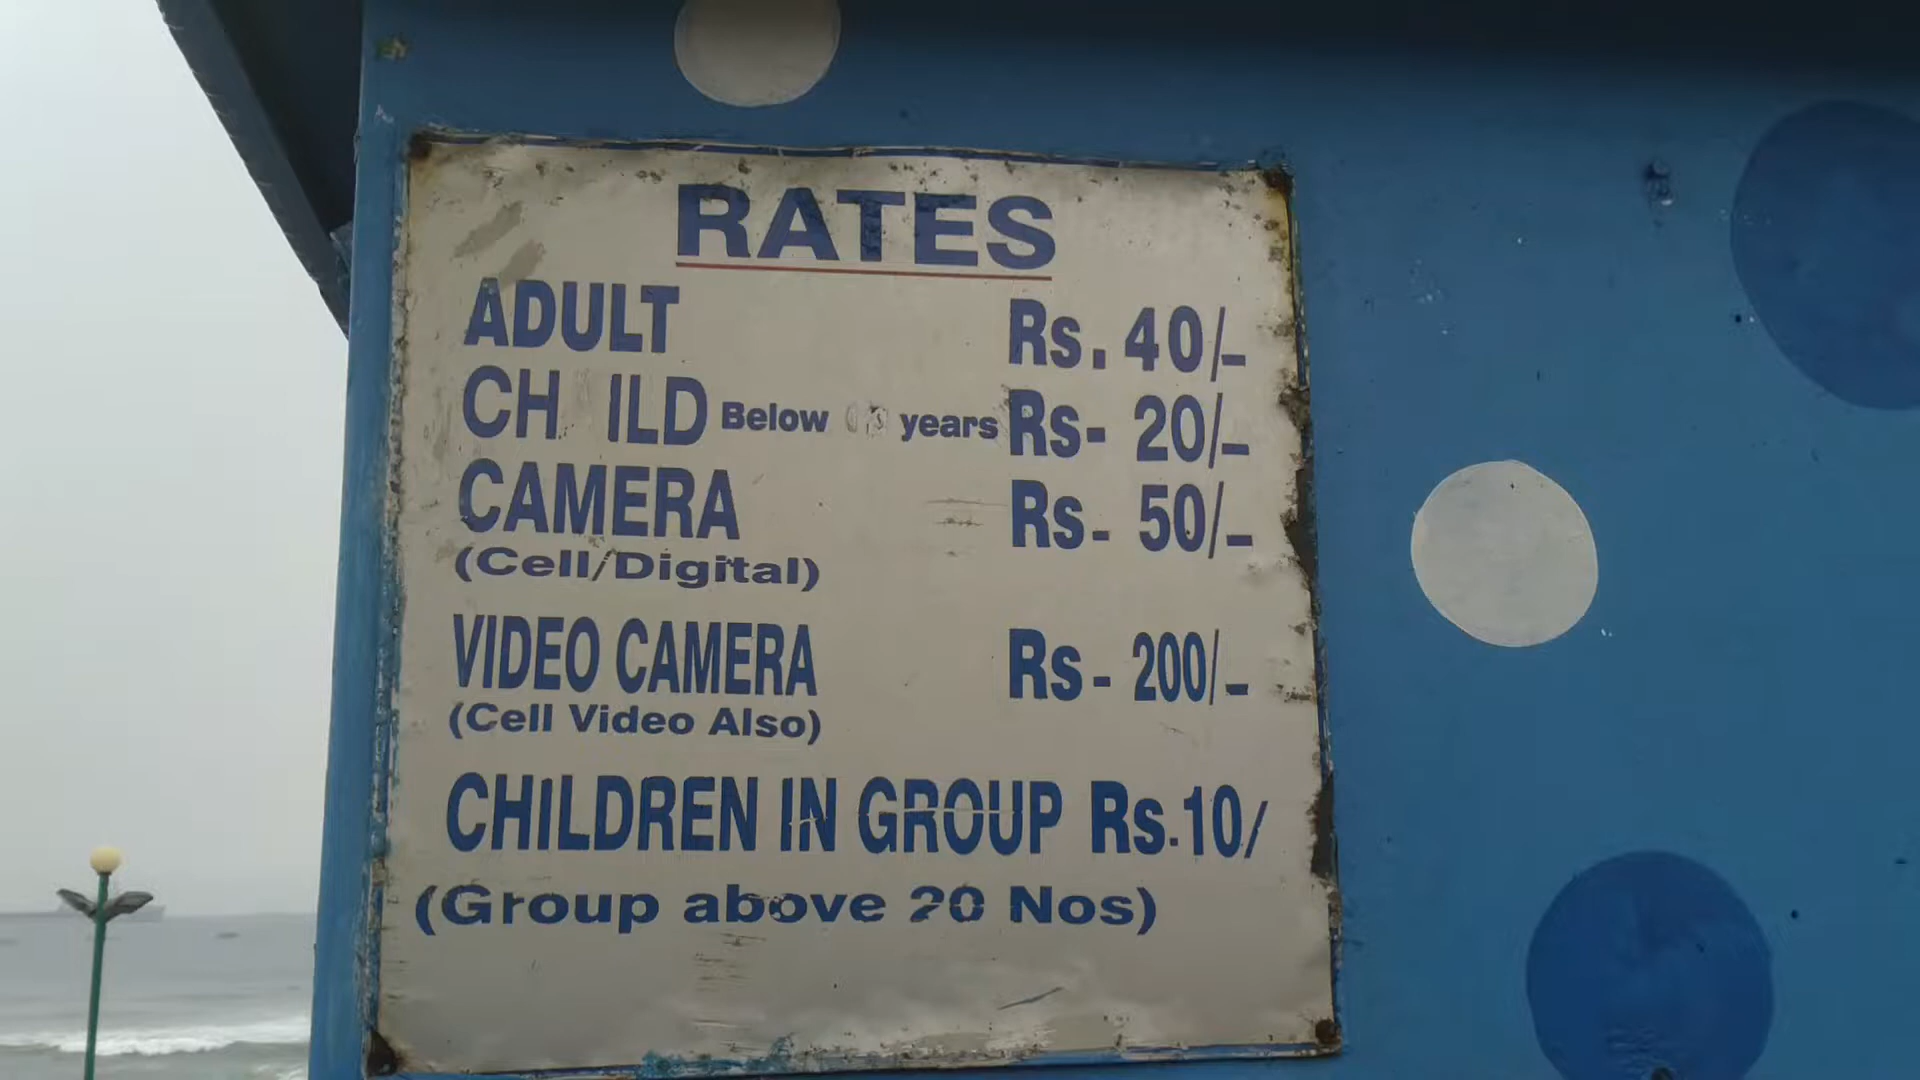 RATES
ADULT Rs. 40/-
CH ILD Below years Rs- 20/-
CAMERA Rs- 50/-
(Cell/Digital)
VIDEO CAMERA Rs- 200/-
(Cell Video Also)
CHILDREN IN GROUP Rs.10/
(Group above 20 Nos)